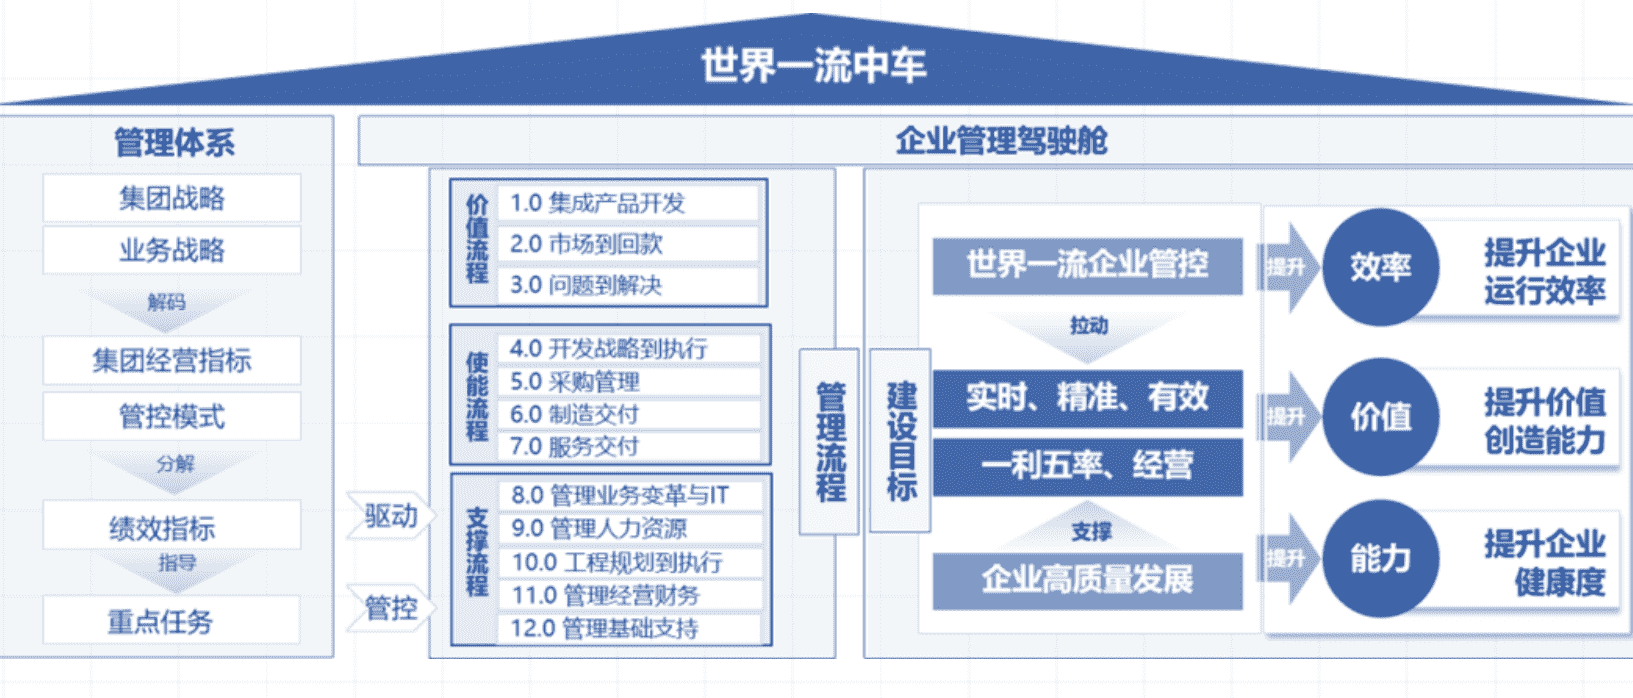 世界一流中车
管理体系
集团战略
业务战略
解码
集团经营指标
管控模式
分解
绩效指标
指导
重点任务
驱动
管控
企业管理驾驶舱
价值流程
1.0 集成产品开发
2.0 市场到回款
3.0 问题到解决
使能流程
4.0 开发战略到执行
5.0 采购管理
6.0 制造交付
7.0 服务交付
支撑流程
8.0 管理业务变革与IT
9.0 管理人力资源
10.0 工程规划到执行
11.0 管理经营财务
12.0 管理基础支持
管理流程
建设目标
世界一流企业管控
拉动
实时、精准、有效
一利五率、经营
支撑
企业高质量发展
提升
效率
提升企业
运行效率
提升
价值
提升价值
创造能力
提升
能力
提升企业
健康度